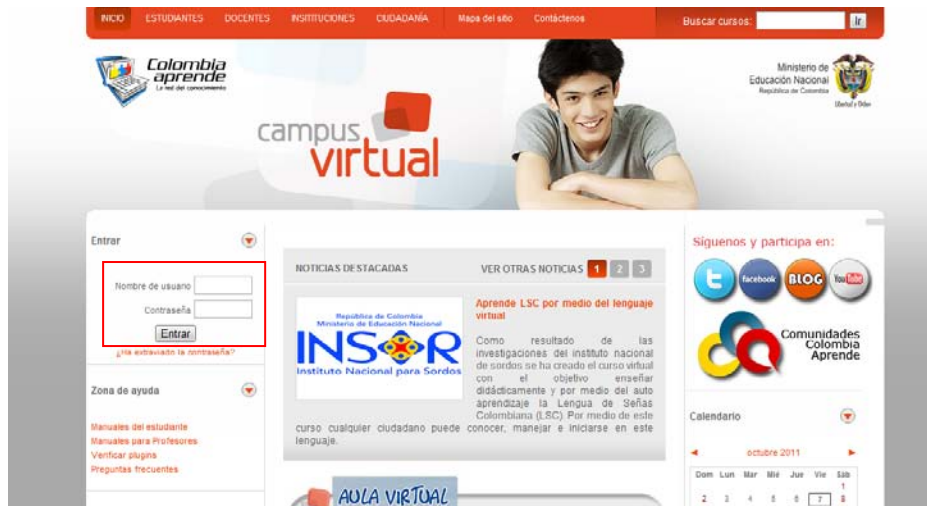 INICIO ESTUDIANTES DOCENTES INSTITUCIONES CIUDADANÍA Mapa del sitio Contáctenos Buscar cursos: Ir
Colombia
aprende
La red del conocimiento
Ministerio de
Educación Nacional
República de Colombia
Libertad y Orden
campus
virtual
Entrar
Nombre de usuario
Contraseña
Entrar
¿Ha extraviado la contraseña?
Zona de ayuda
Manuales del estudiante
Manuales para Profesores
Verificar plugins
Preguntas frecuentes
NOTICIAS DESTACADAS VER OTRAS NOTICIAS 1 2 3
República de Colombia
Ministerio de Educación Nacional
INSOR
Instituto Nacional para Sordos
Aprende LSC por medio del lenguaje
virtual
Como resultado de las
investigaciones del instituto nacional
de sordos se ha creado el curso virtual
con el objetivo enseñar
didácticamente y por medio del auto
aprendizaje la Lengua de Señas
Colombiana (LSC). Por medio de este
curso cualquier ciudadano puede conocer, manejar e iniciarse en este
lenguaje.
AULA VIRTUAL
Síguenos y participa en:
t facebook BLOG YouTube
Comunidades
Colombia
Aprende
Calendario
octubre 2011
Dom Lun Mar Mié Jue Vie Sáb
1
2 3 4 5 6 7 8